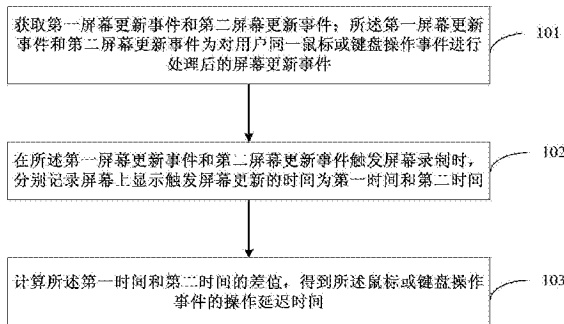 获取第一屏幕更新事件和第二屏幕更新事件；所述第一屏幕更新
事件和第二屏幕更新事件为对用户同一鼠标或键盘操作事件进行
处理后的屏幕更新事件
101
在所述第一屏幕更新事件和第二屏幕更新事件触发屏幕录制时，
分别记录屏幕上显示触发屏幕更新的时间为第一时间和第二时间
102
计算所述第一时间和第二时间的差值，得到所述鼠标或键盘操作
事件的操作延迟时间
103